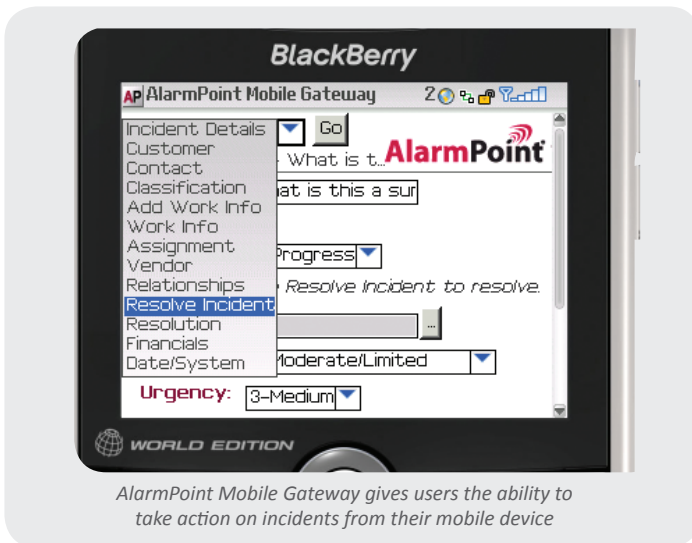 BlackBerry
AP AlarmPoint Mobile Gateway 2
Incident Details Go
Customer
What is t... AlarmPoint
Contact
Classification
at is this a sur
Add Work Info
Work Info
Assignment
Progress
Vendor
Relationships
Resolve Incident to resolve.
Resolve Incident
Resolution
...
Financials
Date/System
Moderate/Limited
Urgency: 3-Medium
WORLD EDITION
AlarmPoint Mobile Gateway gives users the ability to
take action on incidents from their mobile device